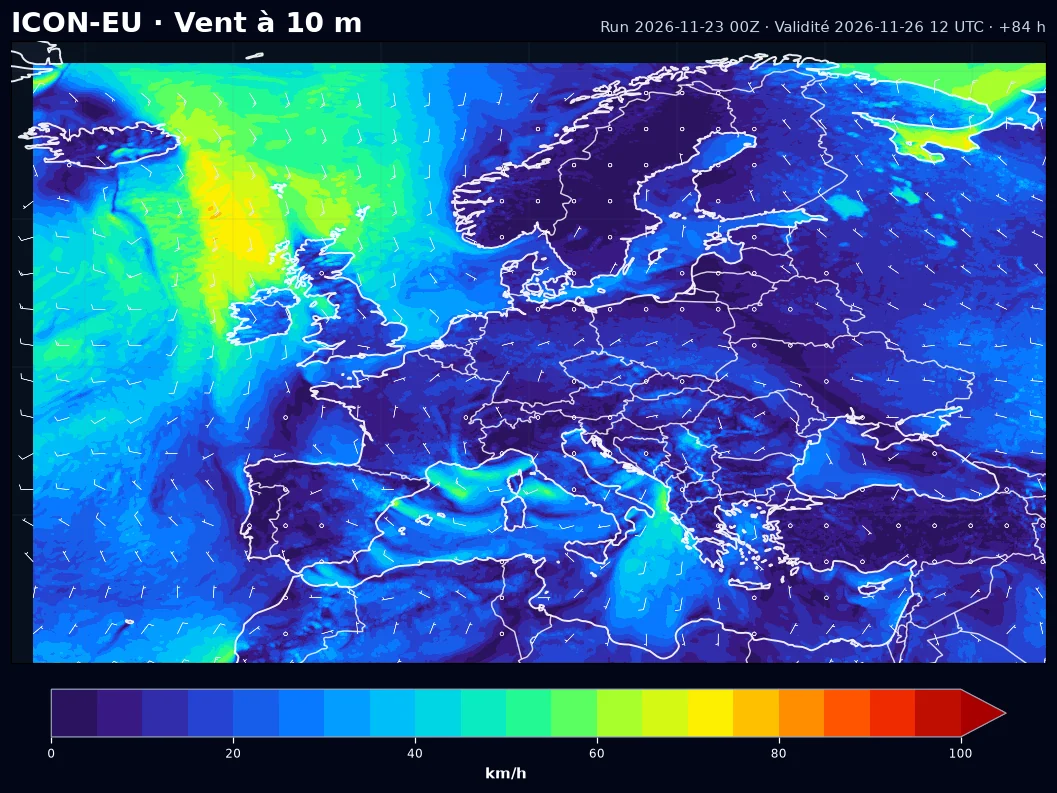 ICON-EU · Vent à 10 m
Run 2026-11-23 00Z · Validité 2026-11-26 12 UTC · +84 h
0 20 40 60 80 100
km/h